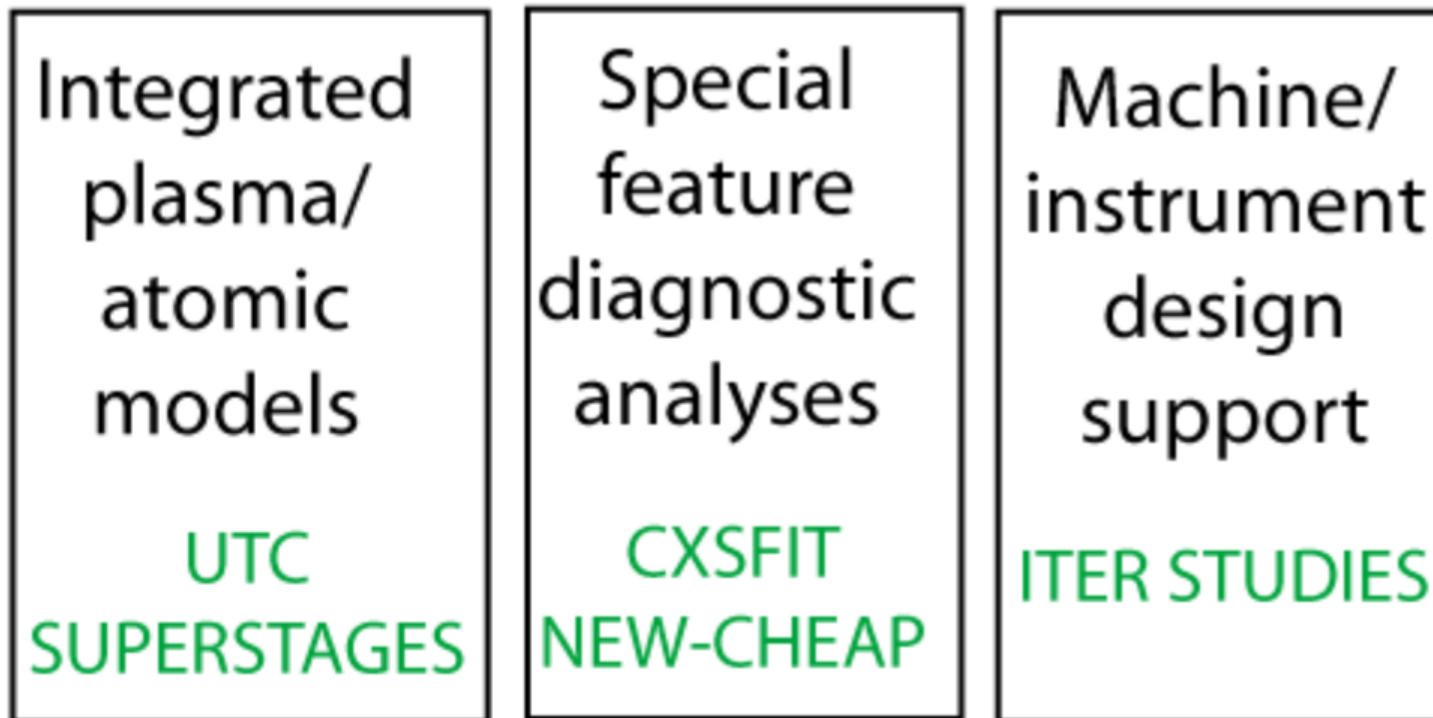 Integrated
plasma/
atomic
models
UTC
SUPERSTAGES
Special
feature
diagnostic
analyses
CXSFIT
NEW-CHEAP
Machine/
instrument
design
support
ITER STUDIES